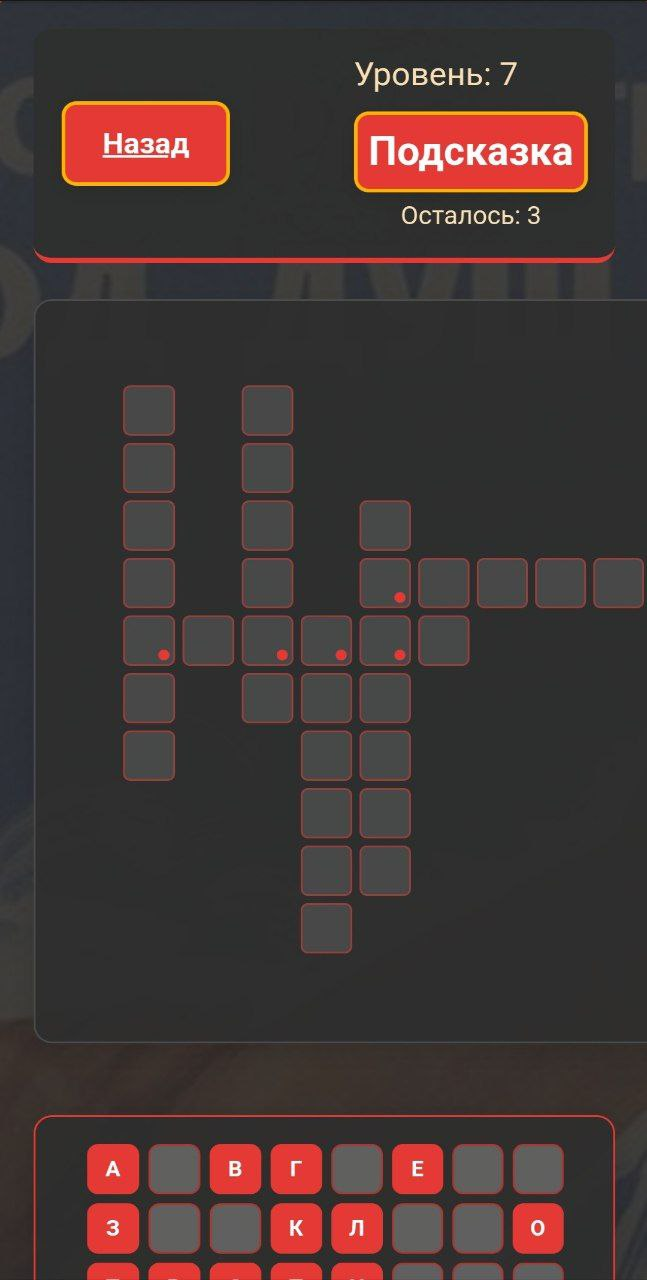 Уровень: 7
Назад
Подсказка
Осталось: 3
А В Г Е
З К Л О